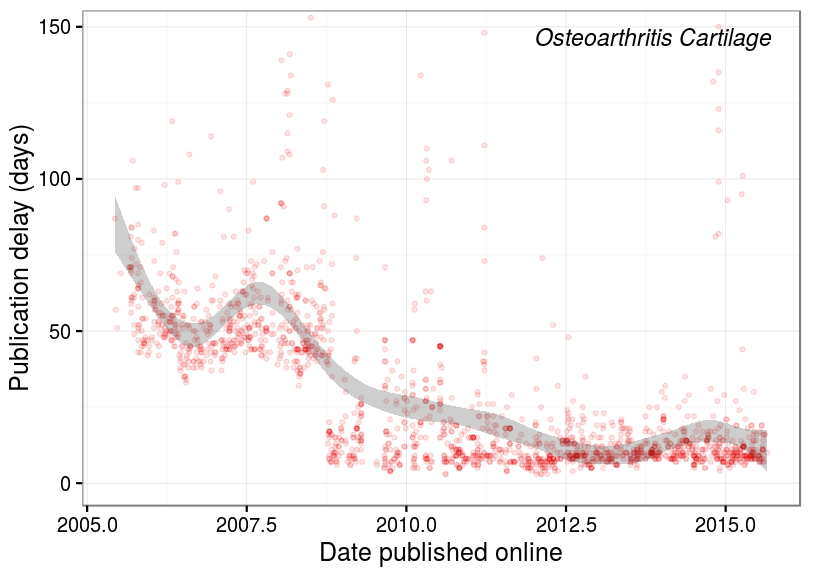 Osteoarthritis Cartilage
Publication delay (days)
150
100
50
0
2005.0 2007.5 2010.0 2012.5 2015.0
Date published online